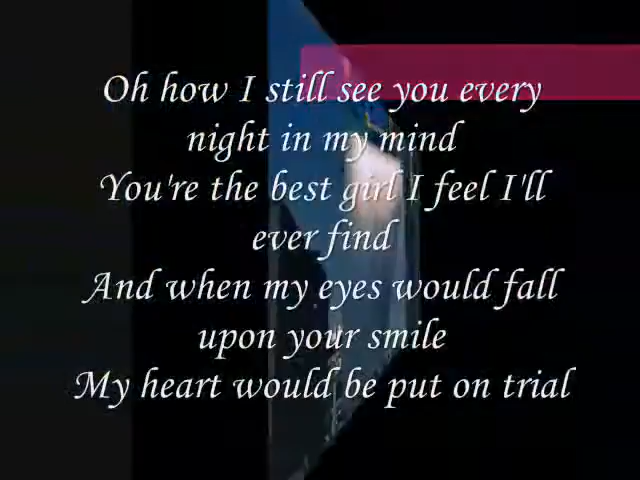 Oh how I still see you every
night in my mind
You're the best girl I feel I'll
ever find
And when my eyes would fall
upon your smile
My heart would be put on trial